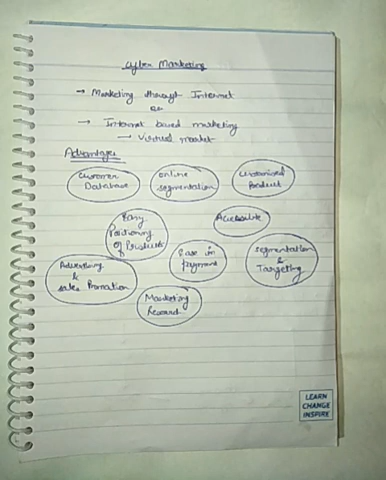 Cyber Marketing
→ Marketing through Internet
or
→ Internet based marketing
→ Virtual market
Advantages
Customer
Database
Online
segmentation
Customized
Product
Easy
Positioning
of Products
Accessible
Ease in
Payment
Segmentation
&
Targeting
Advertising
&
Sales Promotion
Marketing
Research
LEARN
CHANGE
INSPIRE